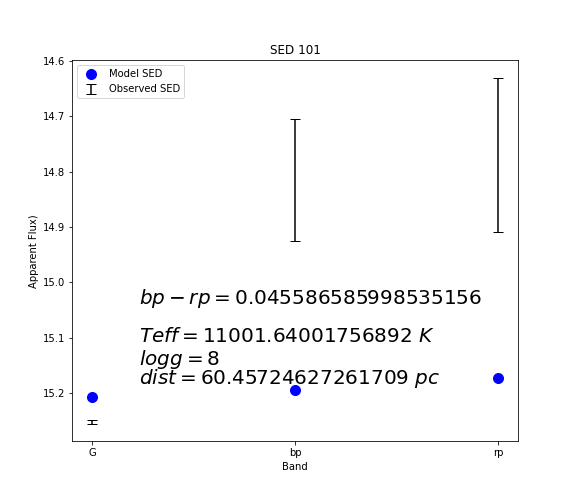 SED 101
14.6
Model SED
Observed SED
14.7
14.8
14.9
Apparent Flux)
15.0
bp − rp = 0.045586585998535156
15.1
Teff = 11001.64001756892 K
logg = 8
dist = 60.45724627261709 pc
15.2
G bp rp
Band